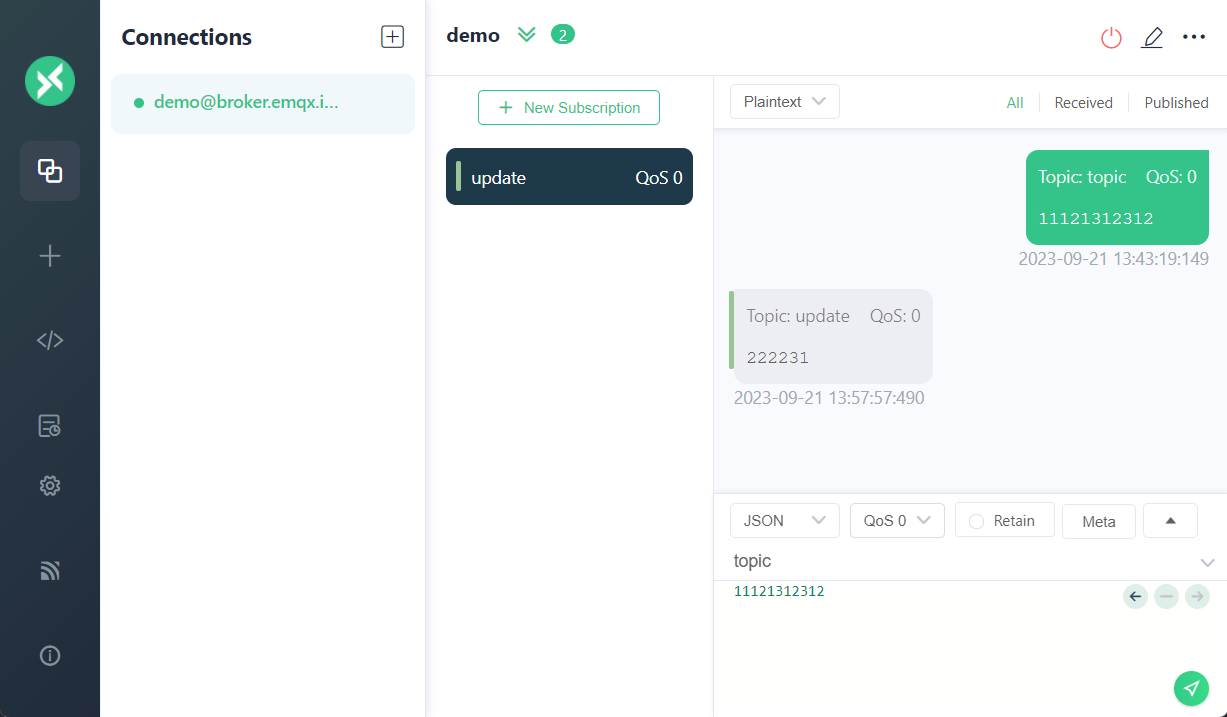 Connections
demo@broker.emqx.i...
demo
2
New Subscription
update
QoS 0
Plaintext
All
Received
Published
Topic: topic QoS: 0
11121312312
2023-09-21 13:43:19:149
Topic: update QoS: 0
222231
2023-09-21 13:57:57:490
JSON
QoS 0
Retain
Meta
topic
11121312312